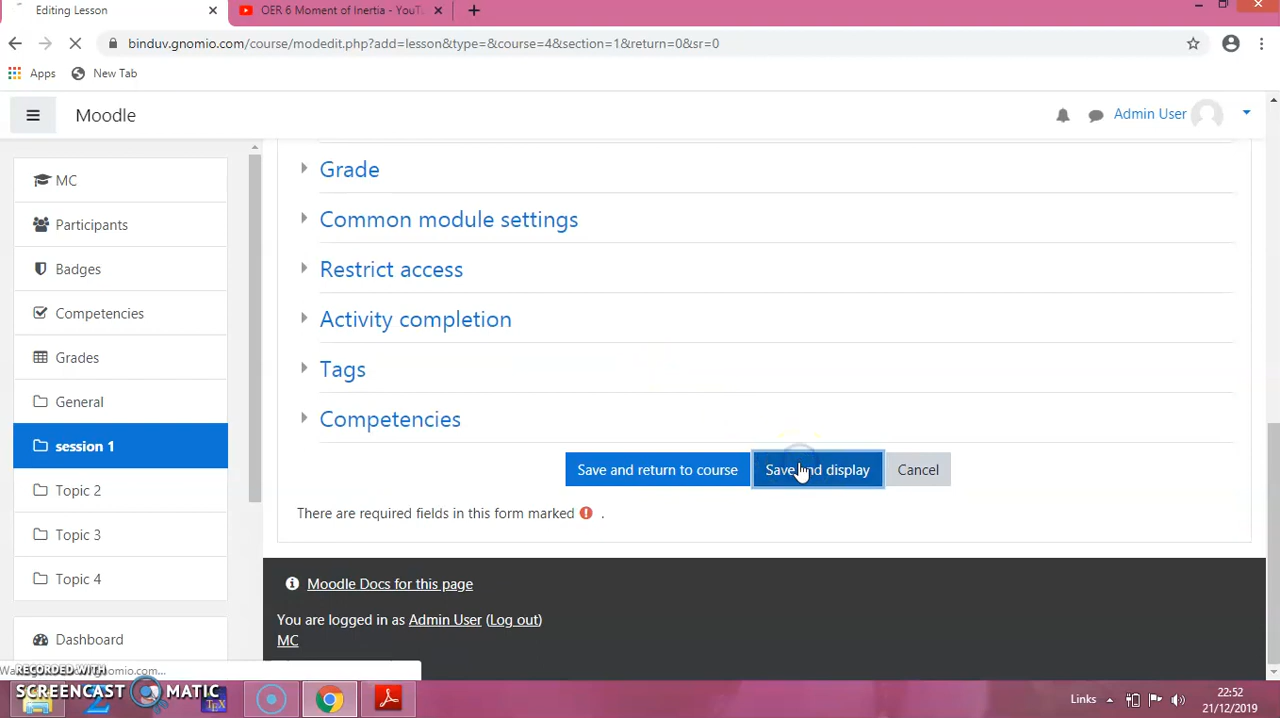 Editing Lesson
OER 6 Moment of Inertia - YouT
binduv.gnomio.com/course/modedit.php?add=lesson&type=&course=4&section=1&return=0&sr=0
Apps
New Tab
Moodle
Admin User
MC
Participants
Badges
Competencies
Grades
General
session 1
Topic 2
Topic 3
Topic 4
Dashboard
Grade
Common module settings
Restrict access
Activity completion
Tags
Competencies
Save and return to course
Save and display
Cancel
There are required fields in this form marked .
Moodle Docs for this page
You are logged in as Admin User (Log out)
MC
gnomio.com...
RECORDED WITH
SCREENCAST MATIC
Links
22:52
21/12/2019